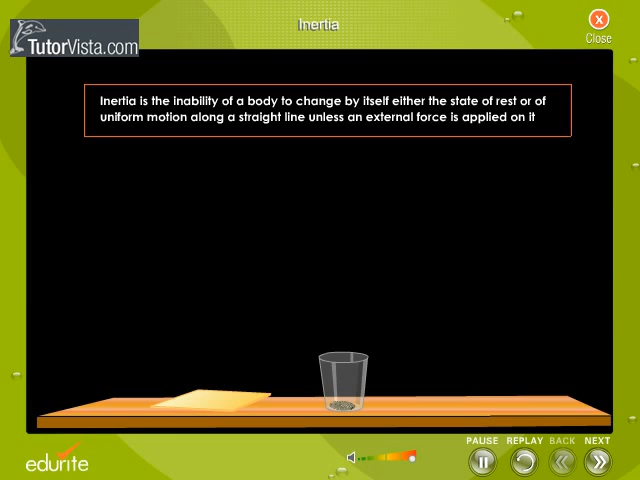 Inertia
X
Close
TutorVista.com
Inertia is the inability of a body to change by itself either the state of rest or of
uniform motion along a straight line unless an external force is applied on it
PAUSE REPLAY BACK NEXT
edurite